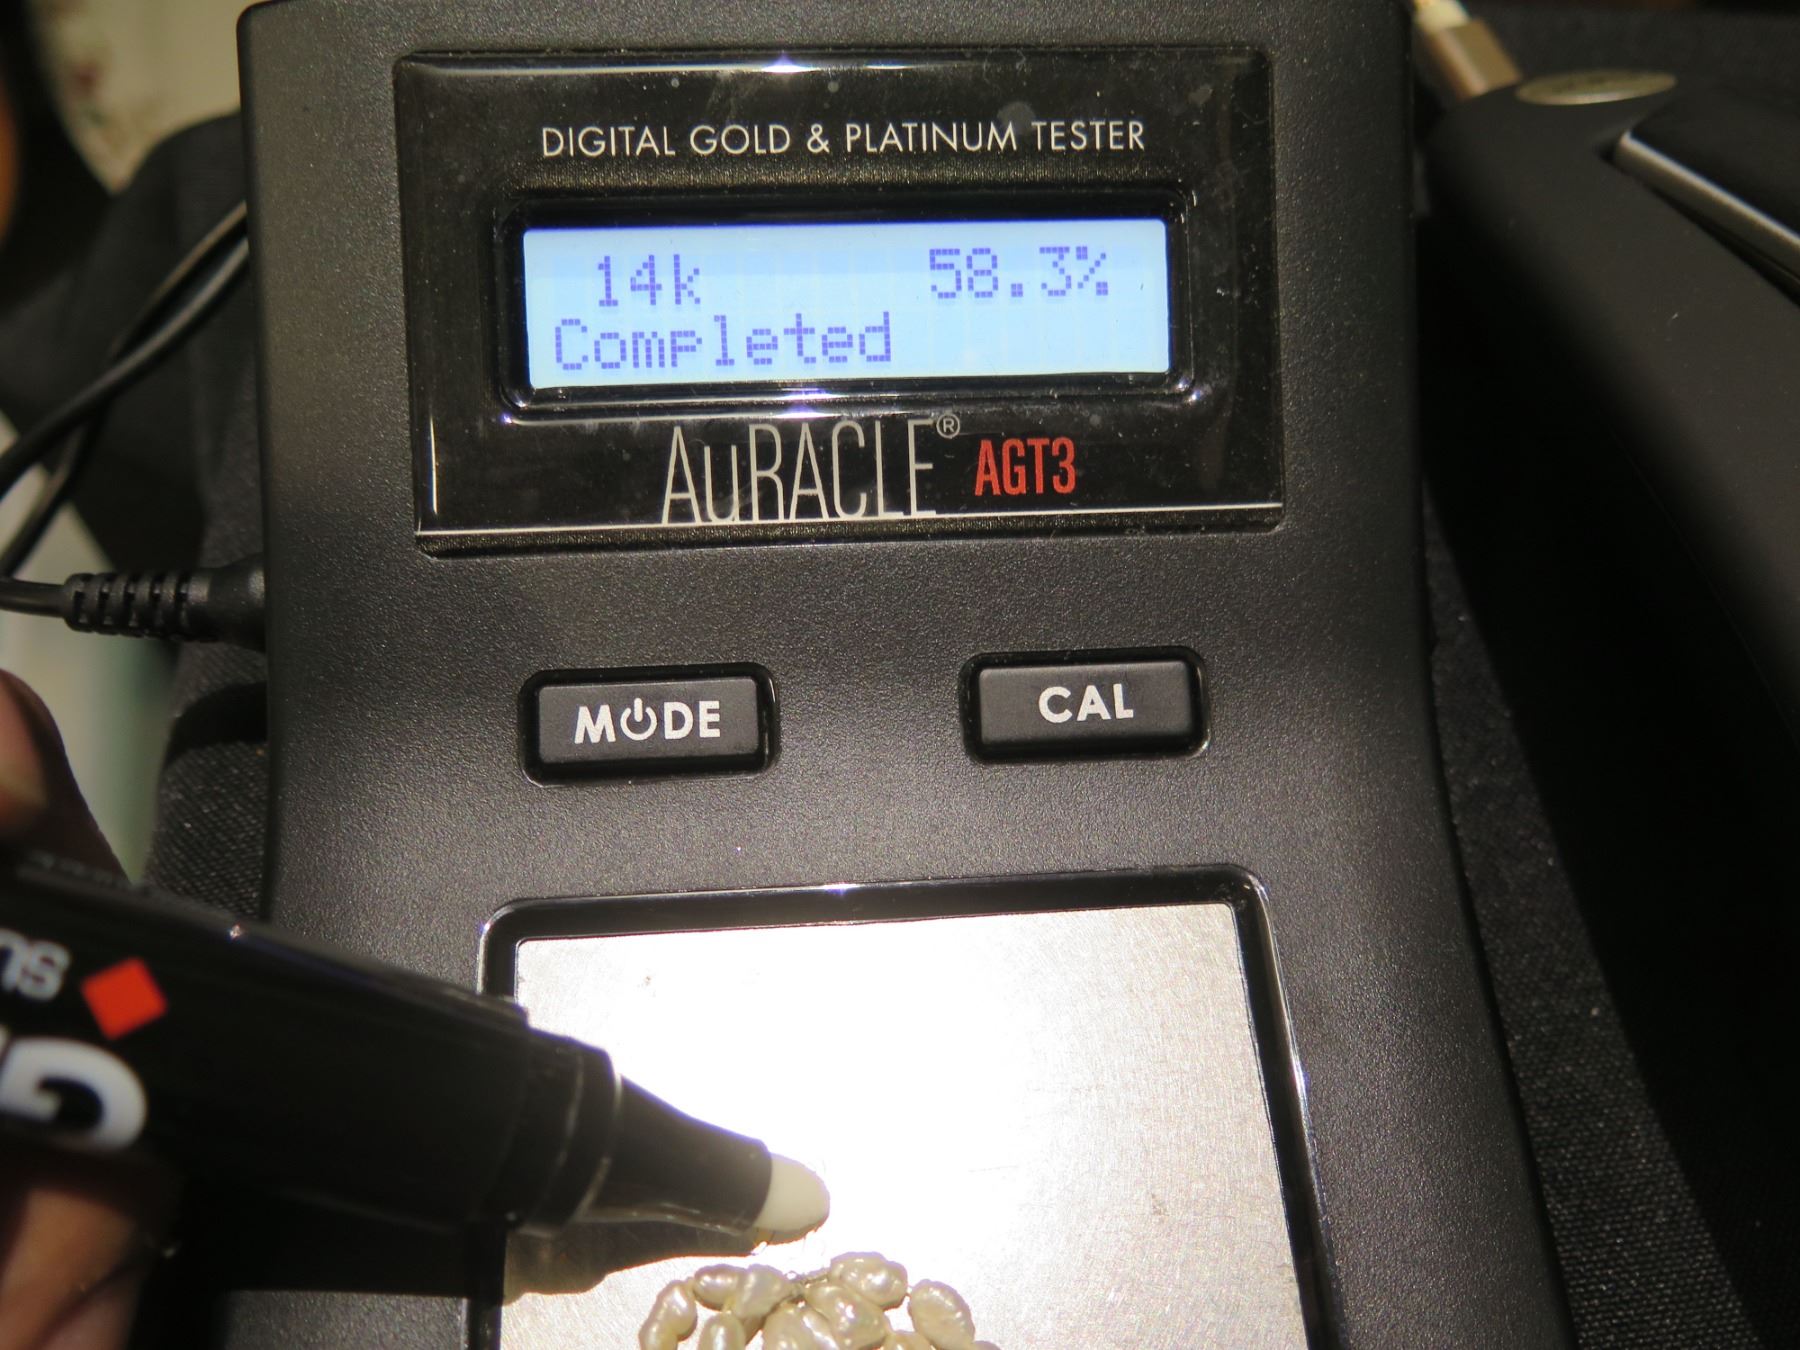 DIGITAL GOLD & PLATINUM TESTER
14k 58.3%
Completed
AuRACLE® AGT3
MODE
CAL